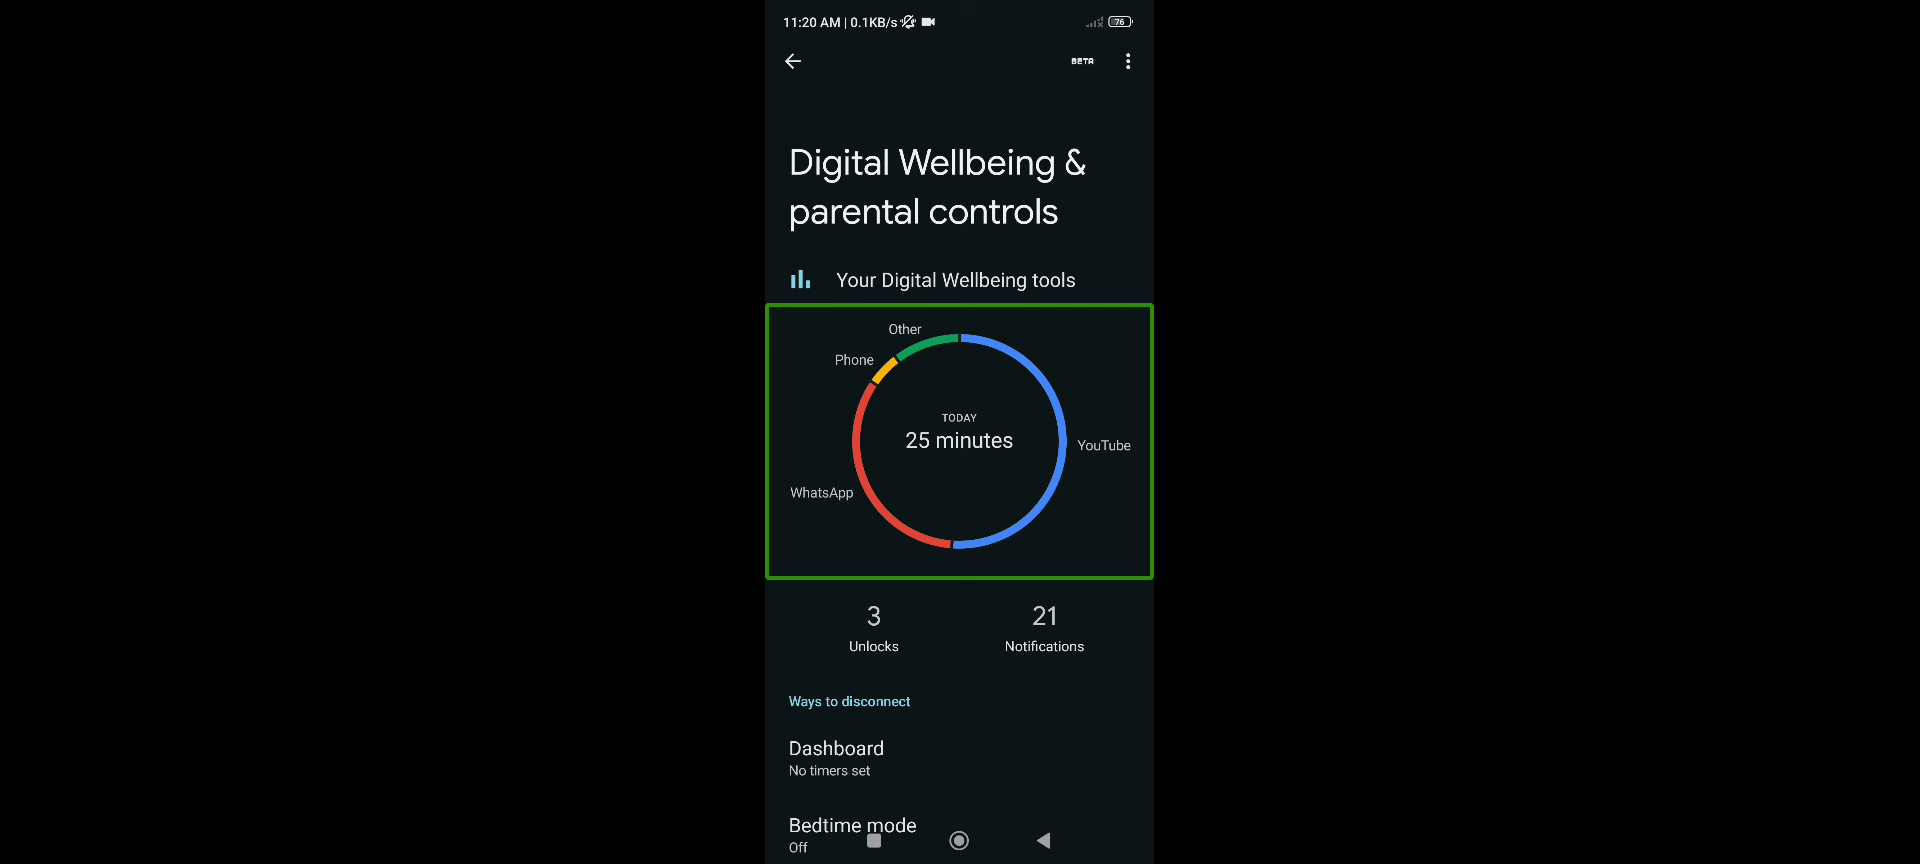 11:20 AM | 0.1KB/s 76
BETA
Digital Wellbeing &
parental controls
Your Digital Wellbeing tools
Other
Phone
TODAY
25 minutes
YouTube
WhatsApp
3 21
Unlocks Notifications
Ways to disconnect
Dashboard
No timers set
Bedtime mode
Off